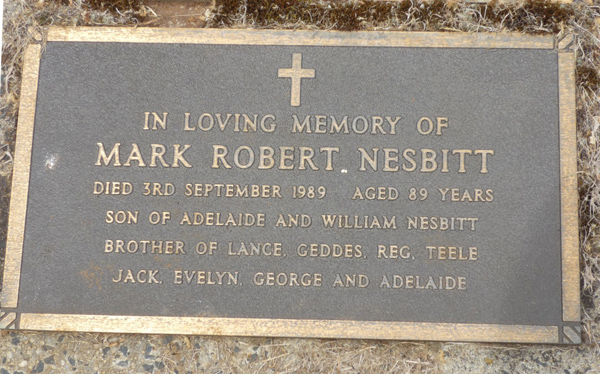 IN LOVING MEMORY OF
MARK ROBERT NESBITT
DIED 3RD SEPTEMBER 1989 AGED 89 YEARS
SON OF ADELAIDE AND WILLIAM NESBITT
BROTHER OF LANCE, GEDDES, REG, TEELE
JACK, EVELYN, GEORGE AND ADELAIDE